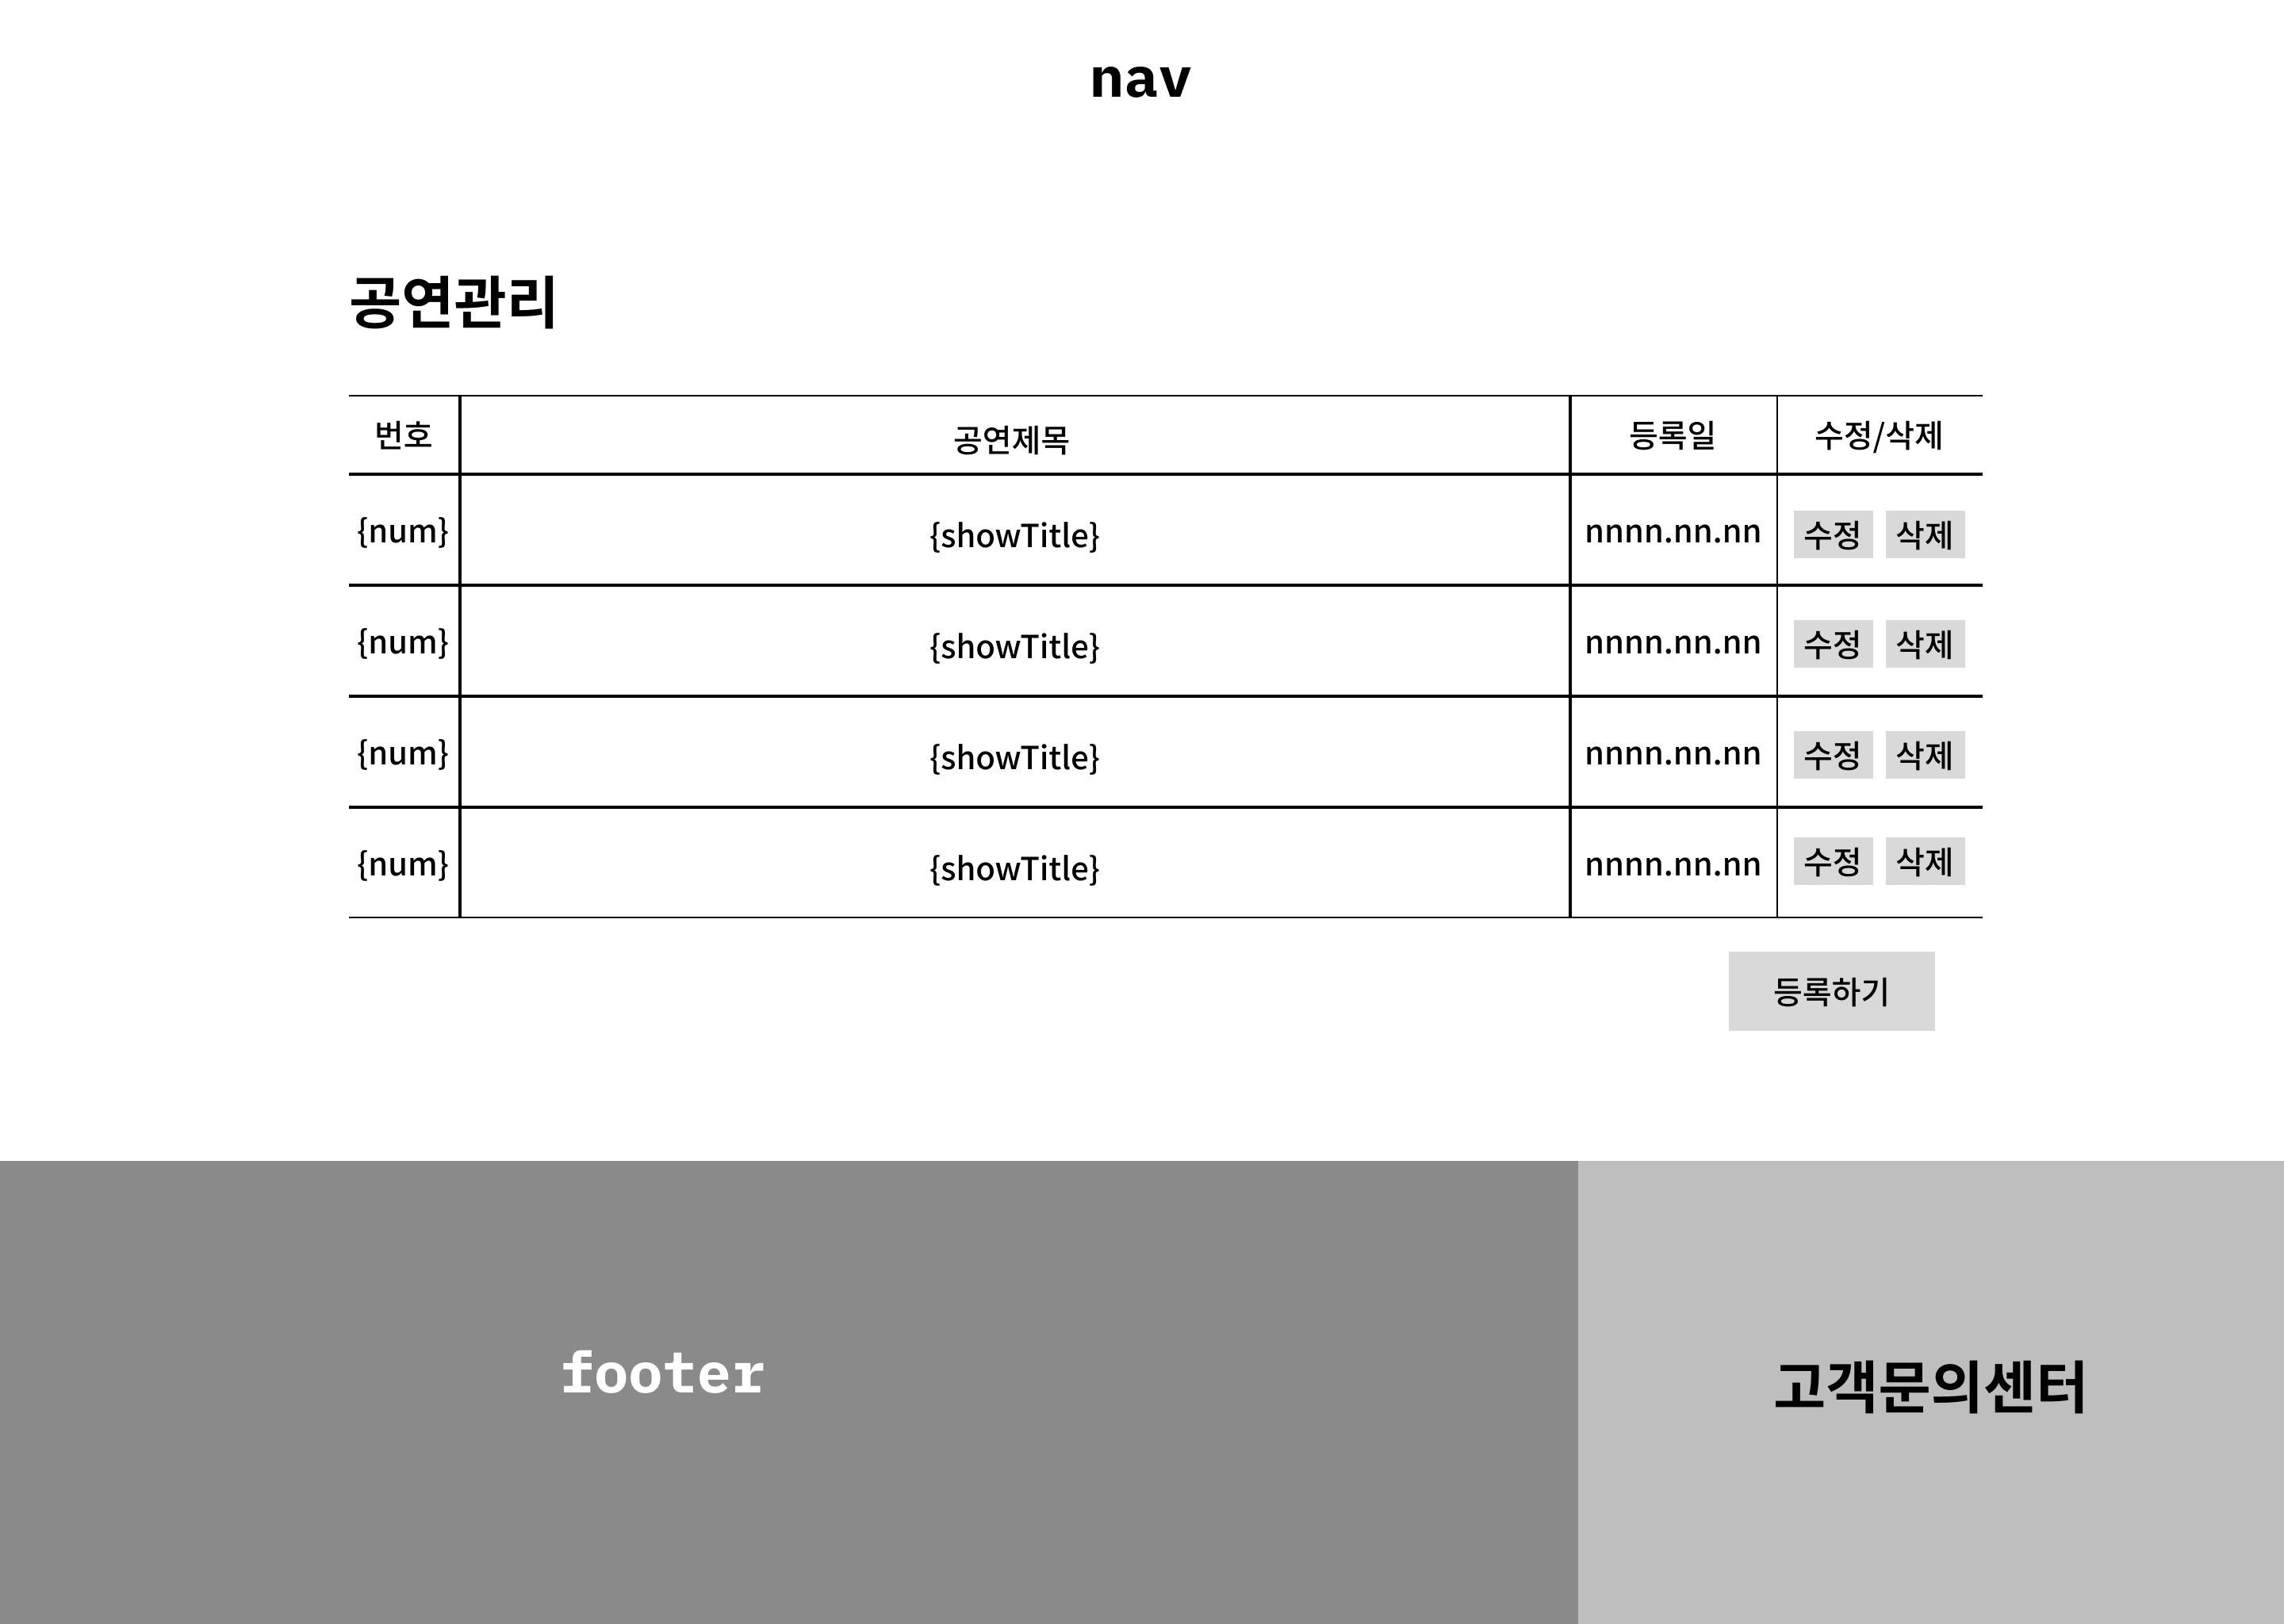 nav
공연관리
번호 공연제목 등록일 수정/삭제
{num} {showTitle} nnnn.nn.nn 수정 삭제
{num} {showTitle} nnnn.nn.nn 수정 삭제
{num} {showTitle} nnnn.nn.nn 수정 삭제
{num} {showTitle} nnnn.nn.nn 수정 삭제
등록하기
footer
고객문의센터